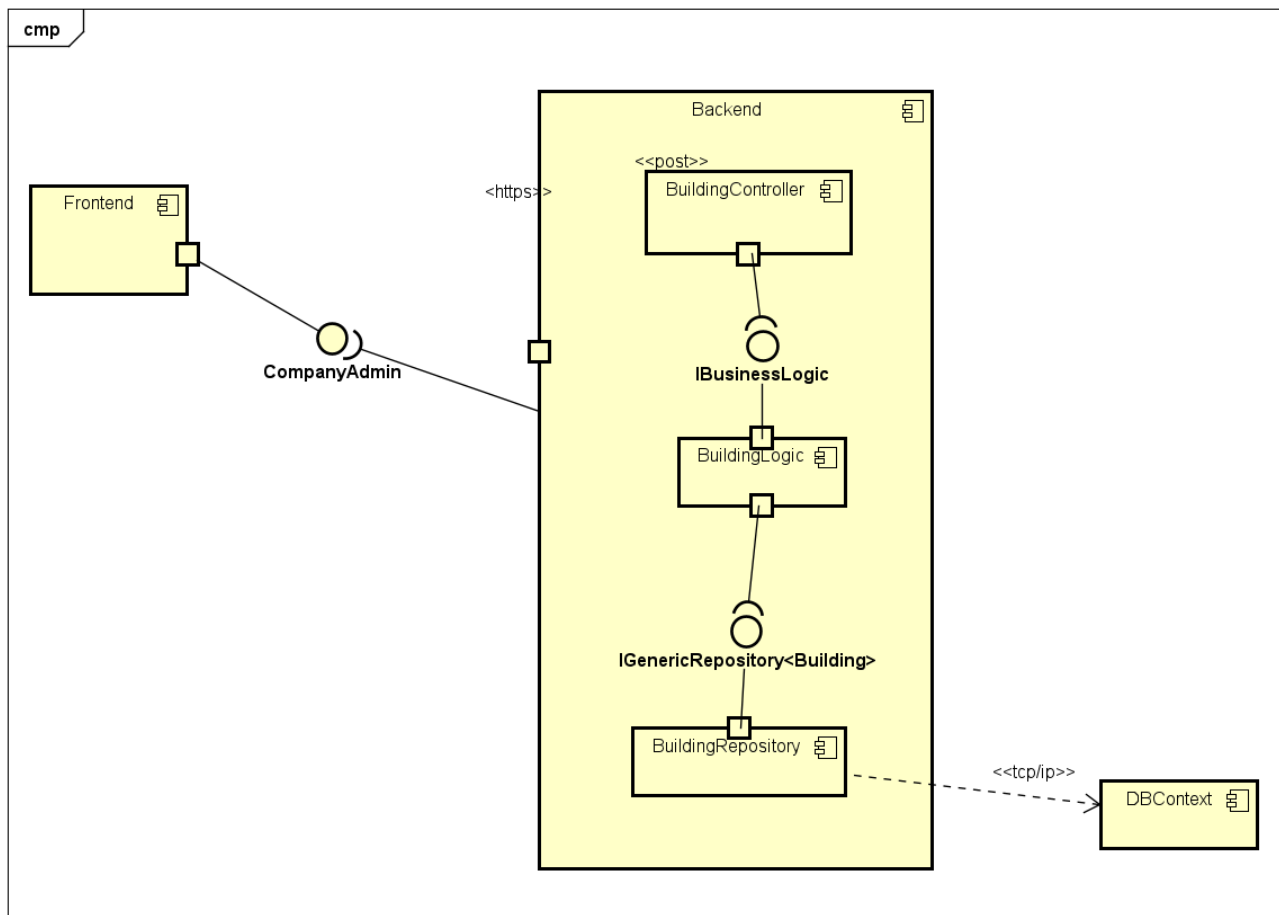 cmp
Backend
<<post>>
<https>>
BuildingController
Frontend
CompanyAdmin
IBusinessLogic
BuildingLogic
IGenericRepository<Building>
BuildingRepository
<<tcp/ip>>
DBContext